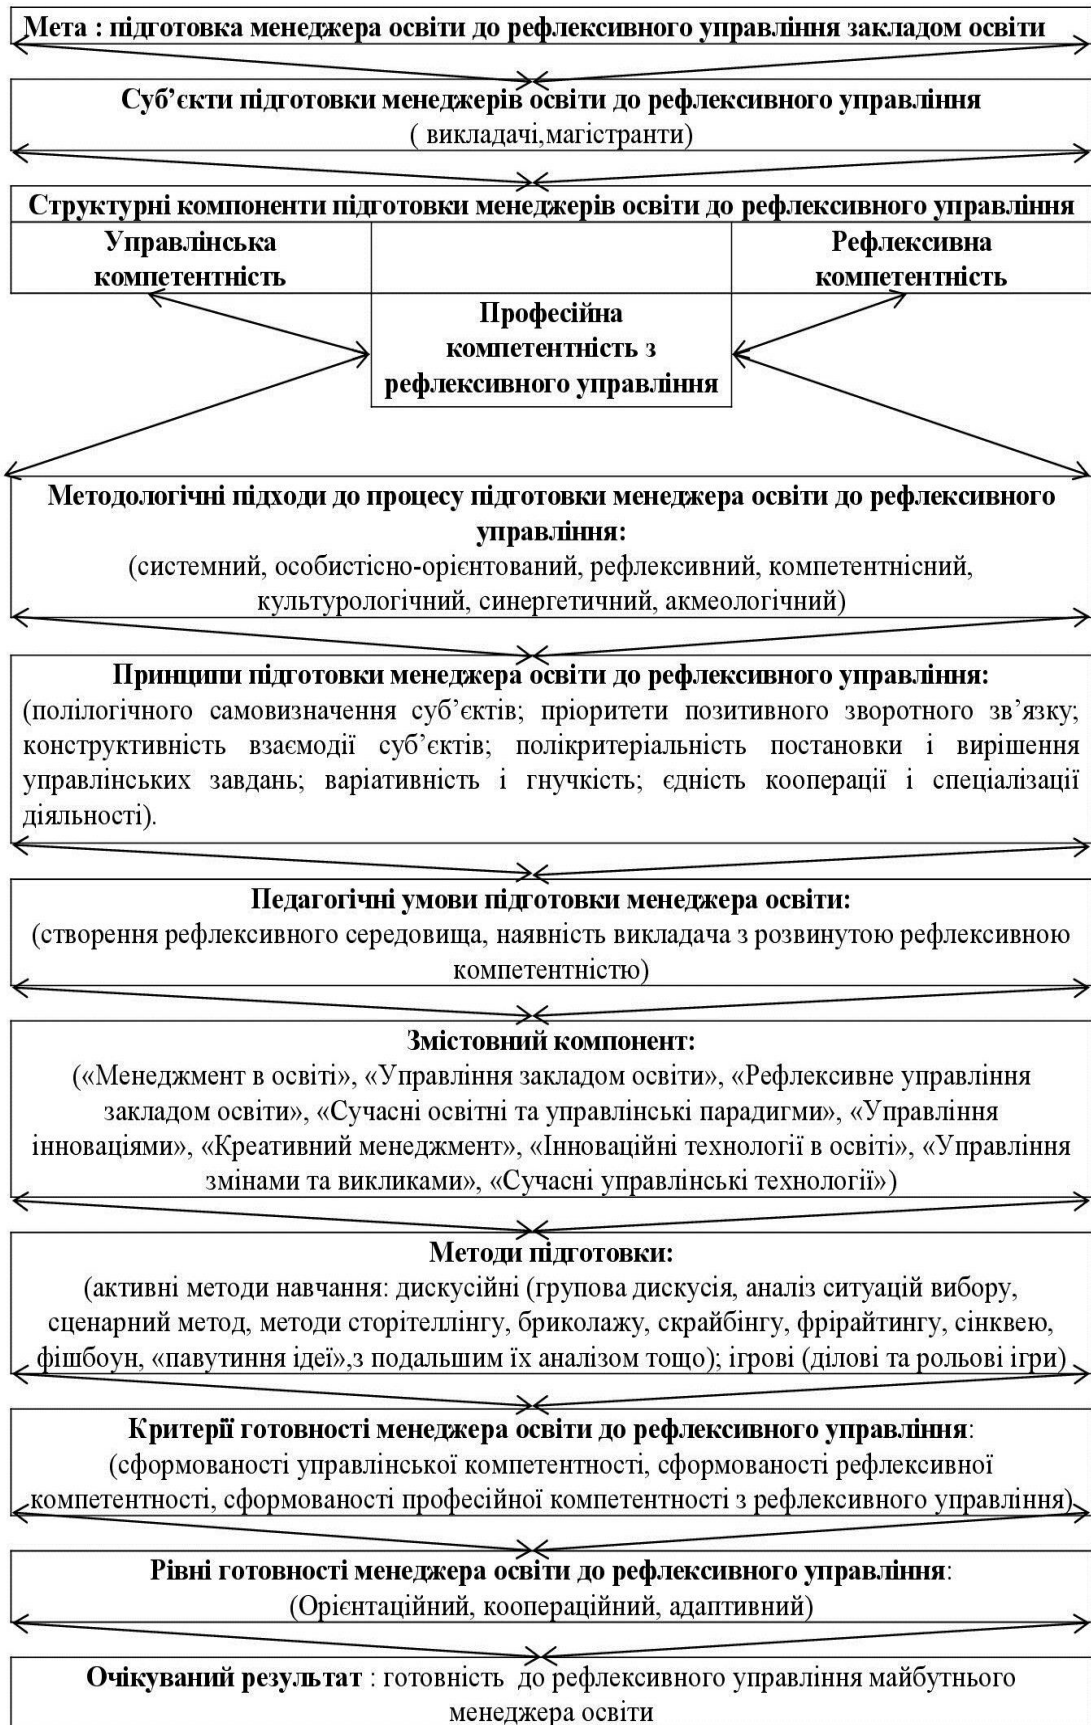 Мета : підготовка менеджера освіти до рефлексивного управління закладом освіти
Суб’єкти підготовки менеджерів освіти до рефлексивного управління
( викладачі,магістранти)
Структурні компоненти підготовки менеджерів освіти до рефлексивного управління
Управлінська
компетентність
Рефлексивна
компетентність
Професійна
компетентність з
рефлексивного управління
Методологічні підходи до процесу підготовки менеджера освіти до рефлексивного
управління:
(системний, особистісно-орієнтований, рефлексивний, компетентнісний,
культурологічний, синергетичний, акмеологічний)
Принципи підготовки менеджера освіти до рефлексивного управління:
(полілогічного самовизначення суб’єктів; пріоритети позитивного зворотного зв’язку;
конструктивність взаємодії суб’єктів; полікритеріальність постановки і вирішення
управлінських завдань; варіативність і гнучкість; єдність кооперації і спеціалізації
діяльності).
Педагогічні умови підготовки менеджера освіти:
(створення рефлексивного середовища, наявність викладача з розвинутою рефлексивною
компетентністю)
Змістовний компонент:
(«Менеджмент в освіті», «Управління закладом освіти», «Рефлексивне управління
закладом освіти», «Сучасні освітні та управлінські парадигми», «Управління
інноваціями», «Креативний менеджмент», «Інноваційні технології в освіті», «Управління
змінами та викликами», «Сучасні управлінські технології»)
Методи підготовки:
(активні методи навчання: дискусійні (групова дискусія, аналіз ситуацій вибору,
сценарний метод, методи сторітеллінгу, бриколажу, скрайбінгу, фрірайтингу, сінквею,
фішбоун, «павутиння ідеї»,з подальшим їх аналізом тощо); ігрові (ділові та рольові ігри)
Критерії готовності менеджера освіти до рефлексивного управління:
(сформованості управлінської компетентності, сформованості рефлексивної
компетентності, сформованості професійної компетентності з рефлексивного управління)
Рівні готовності менеджера освіти до рефлексивного управління:
(Орієнтаційний, коопераційний, адаптивний)
Очікуваний результат : готовність до рефлексивного управління майбутнього
менеджера освіти